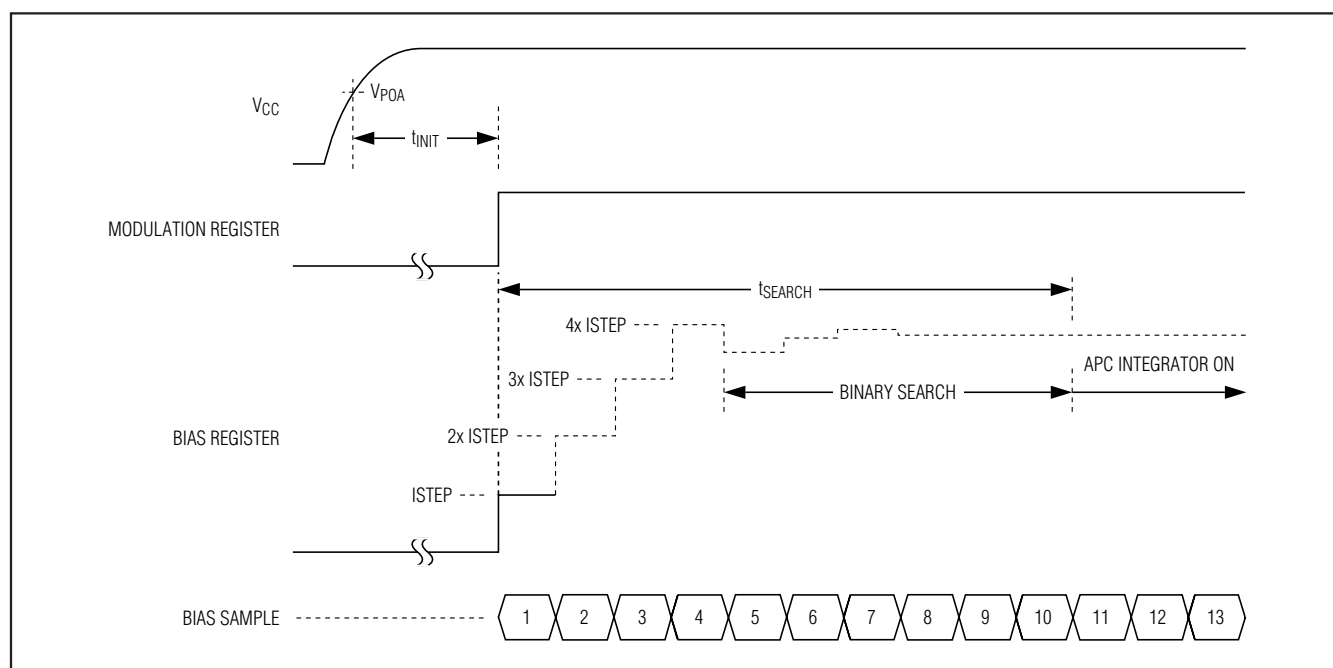 VCC
VPOA
tINIT
MODULATION REGISTER
tSEARCH
4x ISTEP
3x ISTEP
APC INTEGRATOR ON
BINARY SEARCH
2x ISTEP
BIAS REGISTER
ISTEP
BIAS SAMPLE
1 2 3 4 5 6 7 8 9 10 11 12 13